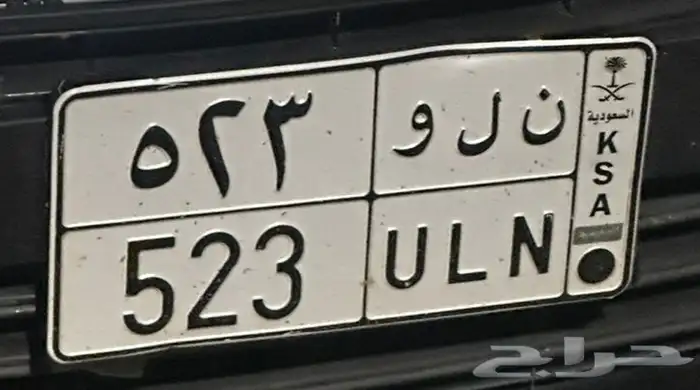 ٥٢٣ ن ل و
523 ULN
السعودية
K
S
A
حراج